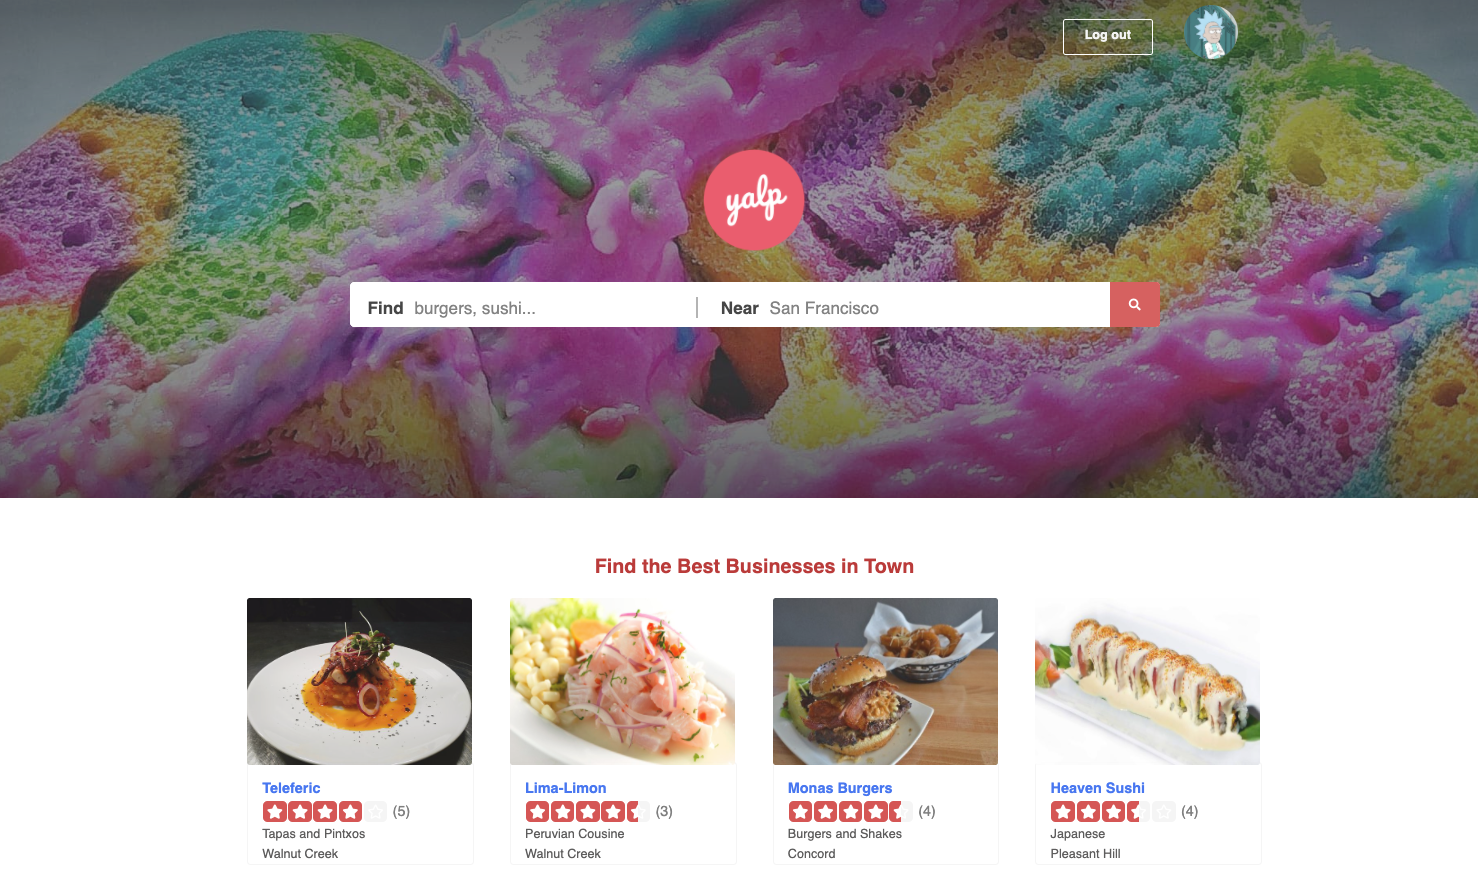 Log out
yalp
Find burgers, sushi... Near San Francisco
Find the Best Businesses in Town
Teleferic
(5)
Tapas and Pintxos
Walnut Creek
Lima-Limon
(3)
Peruvian Cousine
Walnut Creek
Monas Burgers
(4)
Burgers and Shakes
Concord
Heaven Sushi
(4)
Japanese
Pleasant Hill